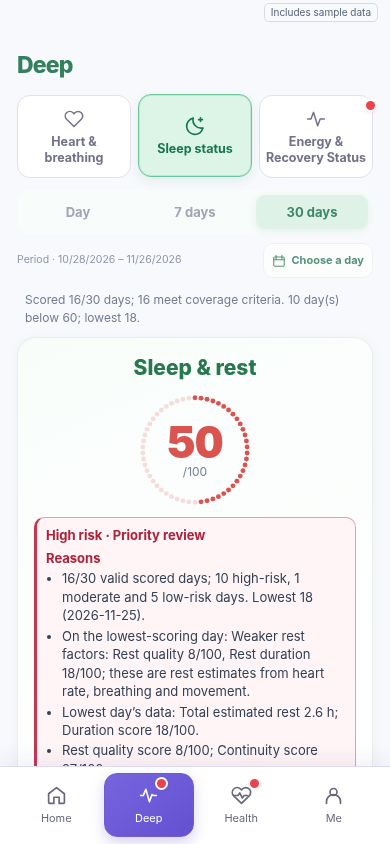 Includes sample data
Deep
Heart &
breathing
Sleep status
Energy &
Recovery Status
Day
7 days
30 days
Period · 10/28/2026 – 11/26/2026
Choose a day
Scored 16/30 days; 16 meet coverage criteria. 10 day(s)
below 60; lowest 18.
Sleep & rest
50
/100
High risk · Priority review
Reasons
• 16/30 valid scored days; 10 high-risk, 1
moderate and 5 low-risk days. Lowest 18
(2026-11-25).
• On the lowest-scoring day: Weaker rest
factors: Rest quality 8/100, Rest duration
18/100; these are rest estimates from heart
rate, breathing and movement.
• Lowest day’s data: Total estimated rest 2.6 h;
Duration score 18/100.
• Rest quality score 8/100; Continuity score
Home
Deep
Health
Me